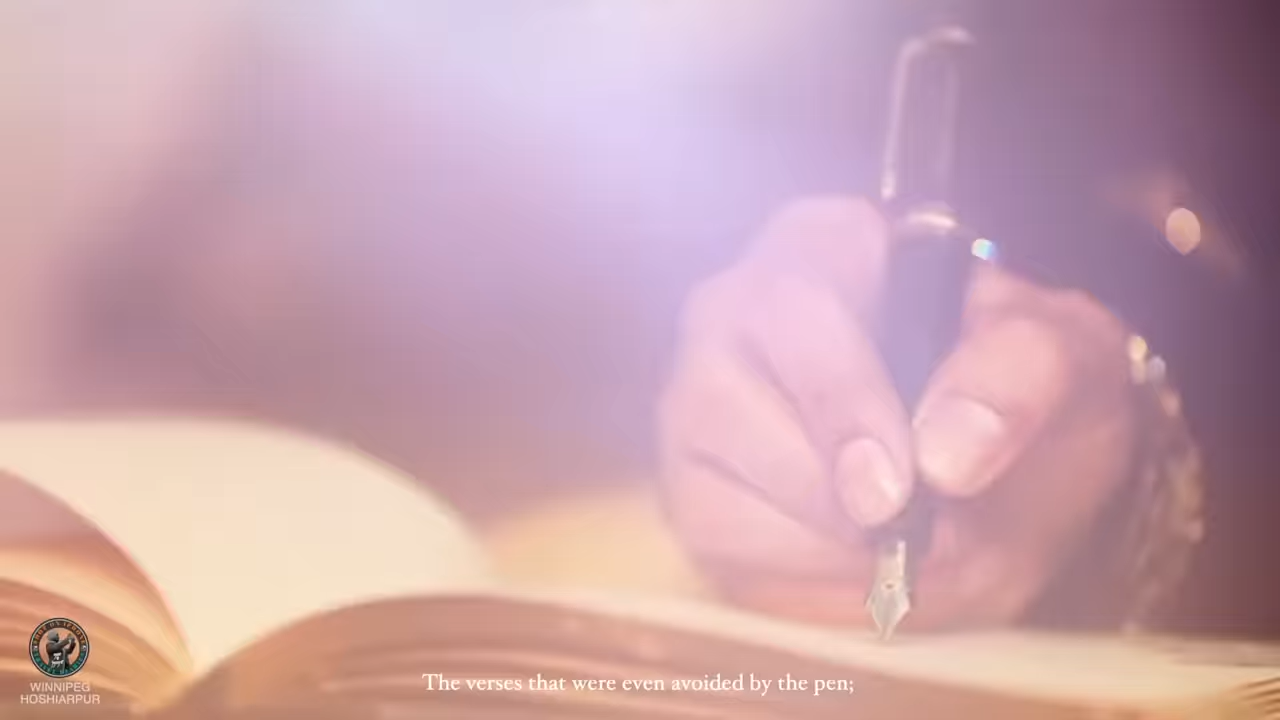 The verses that were even avoided by the pen;
WINNIPEG
HOSHIARPUR